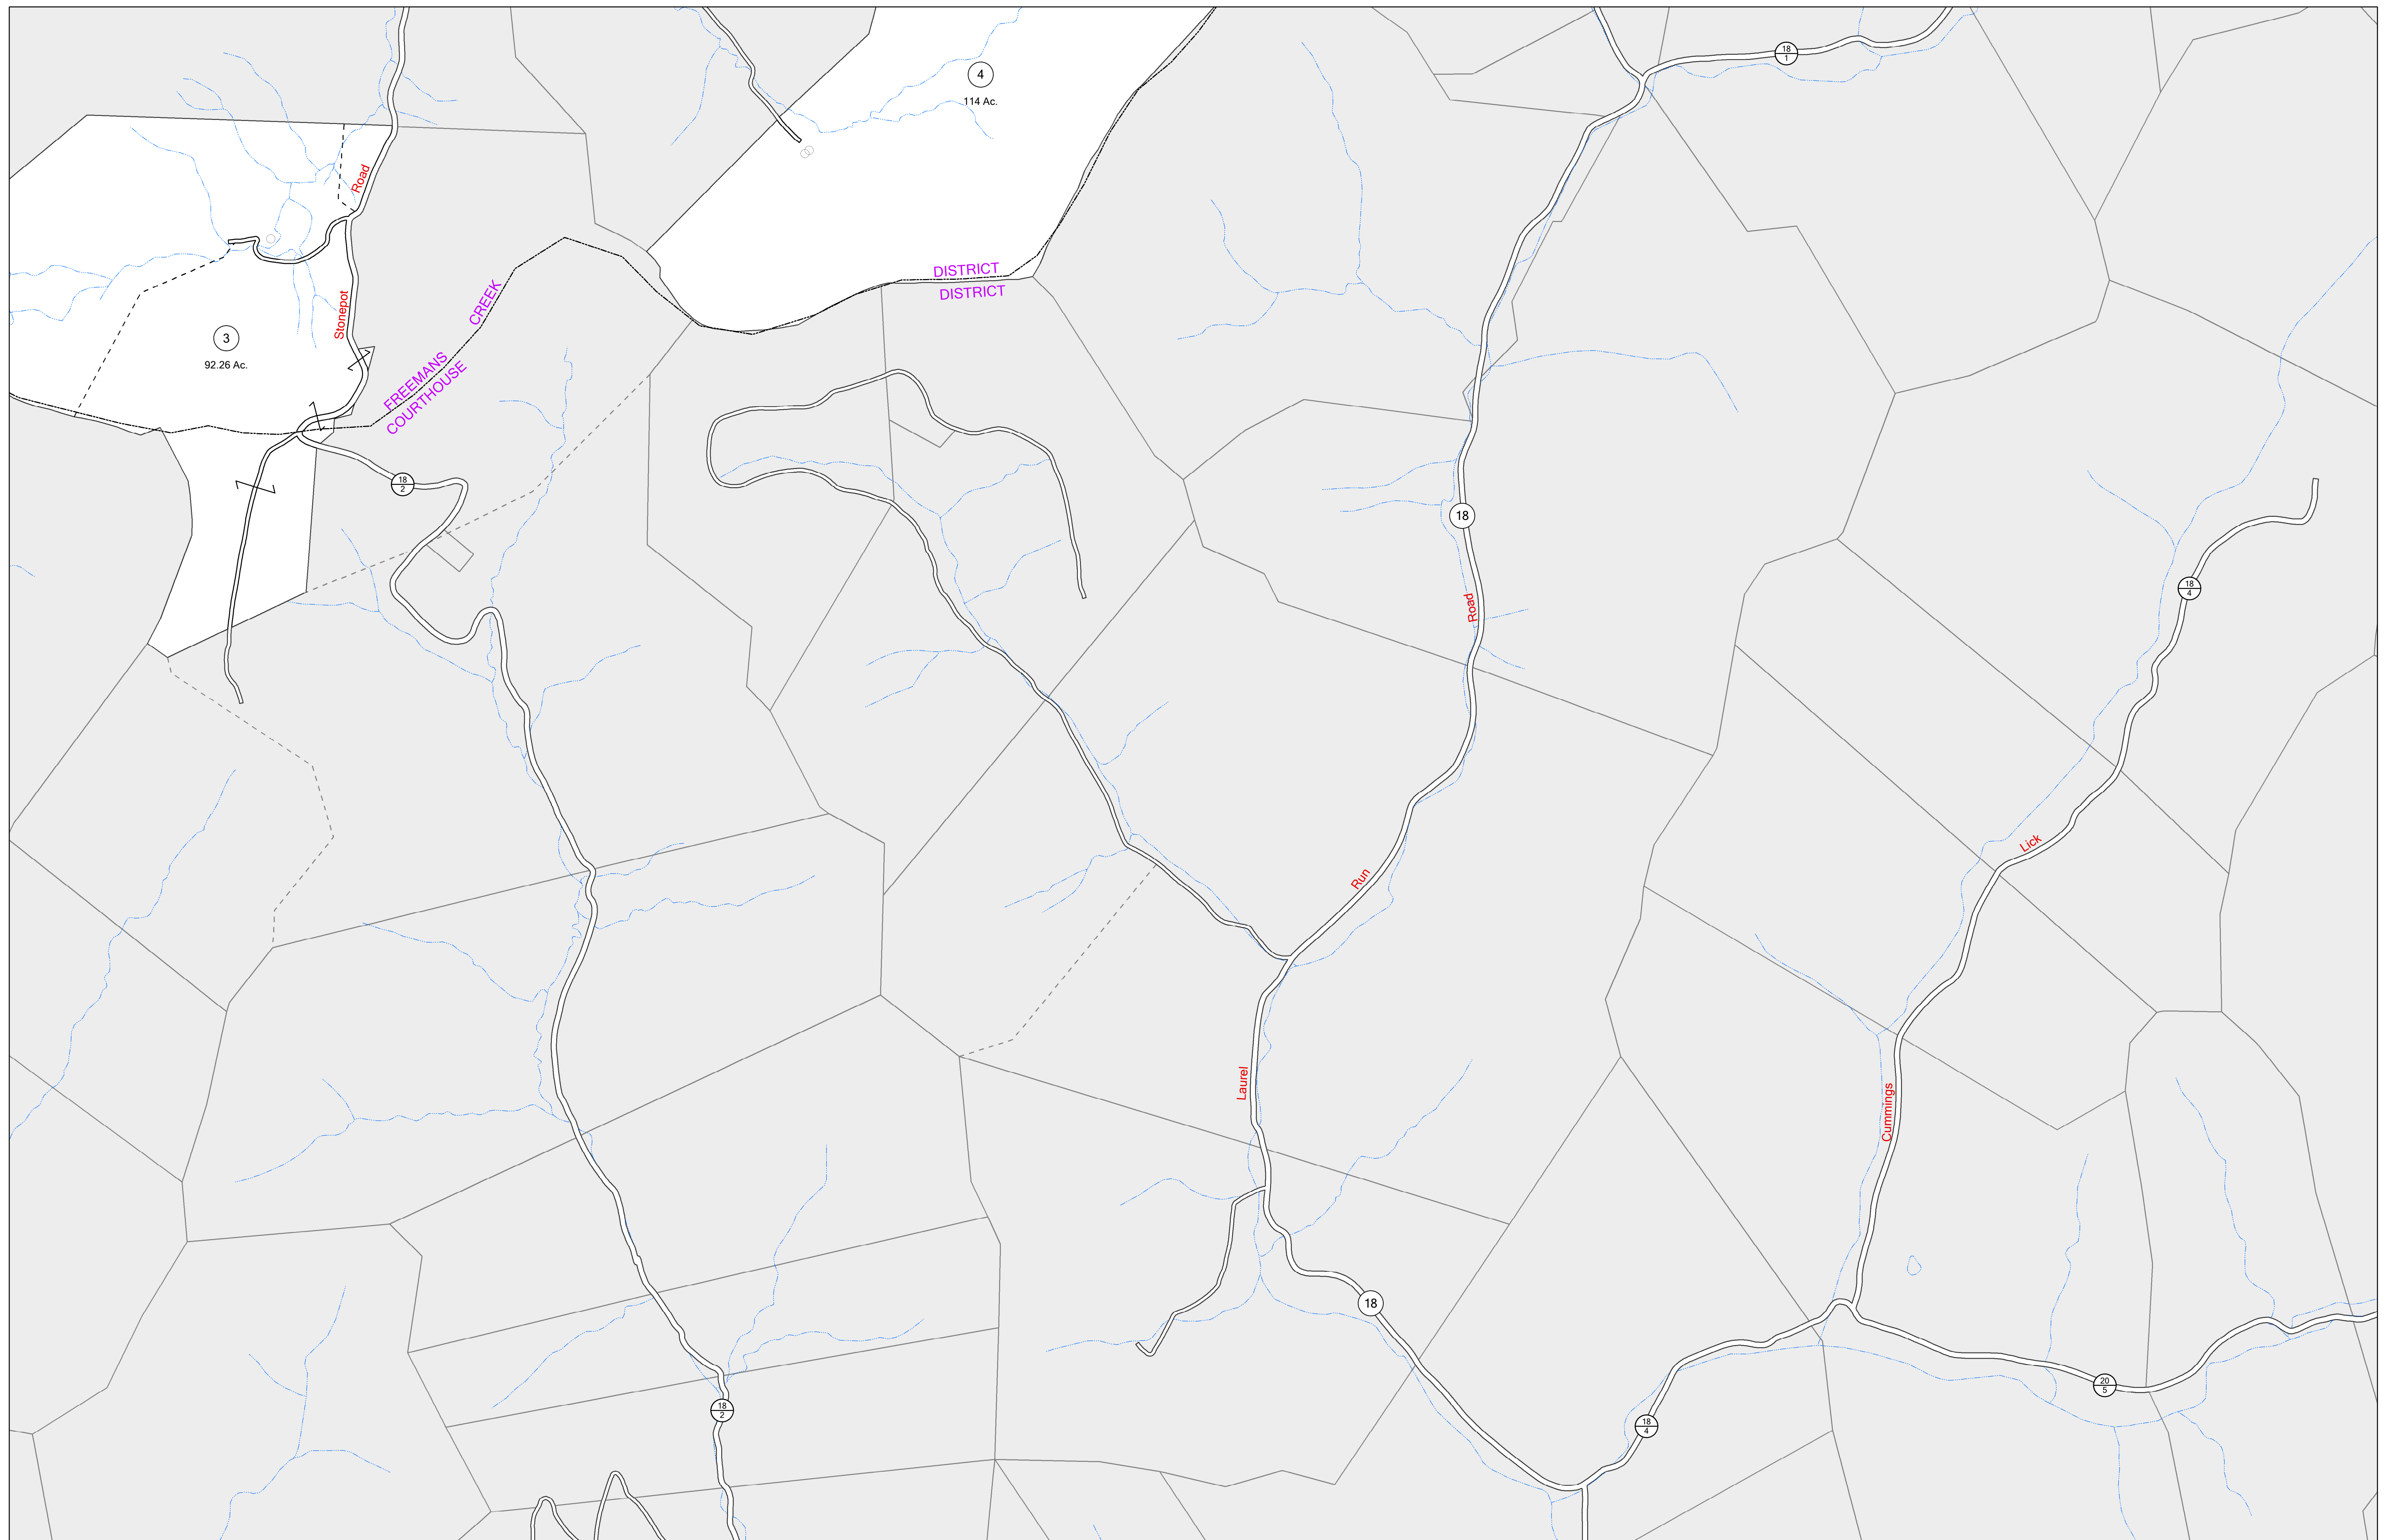 18
1
4
114 Ac.
Road
DISTRICT
DISTRICT
CREEK
Stonepot
3
92.26 Ac.
FREEMANS
COURTHOUSE
18
2
18
18
4
Road
Lick
Run
Laurel
Cummings
18
20
5
18
2
18
4